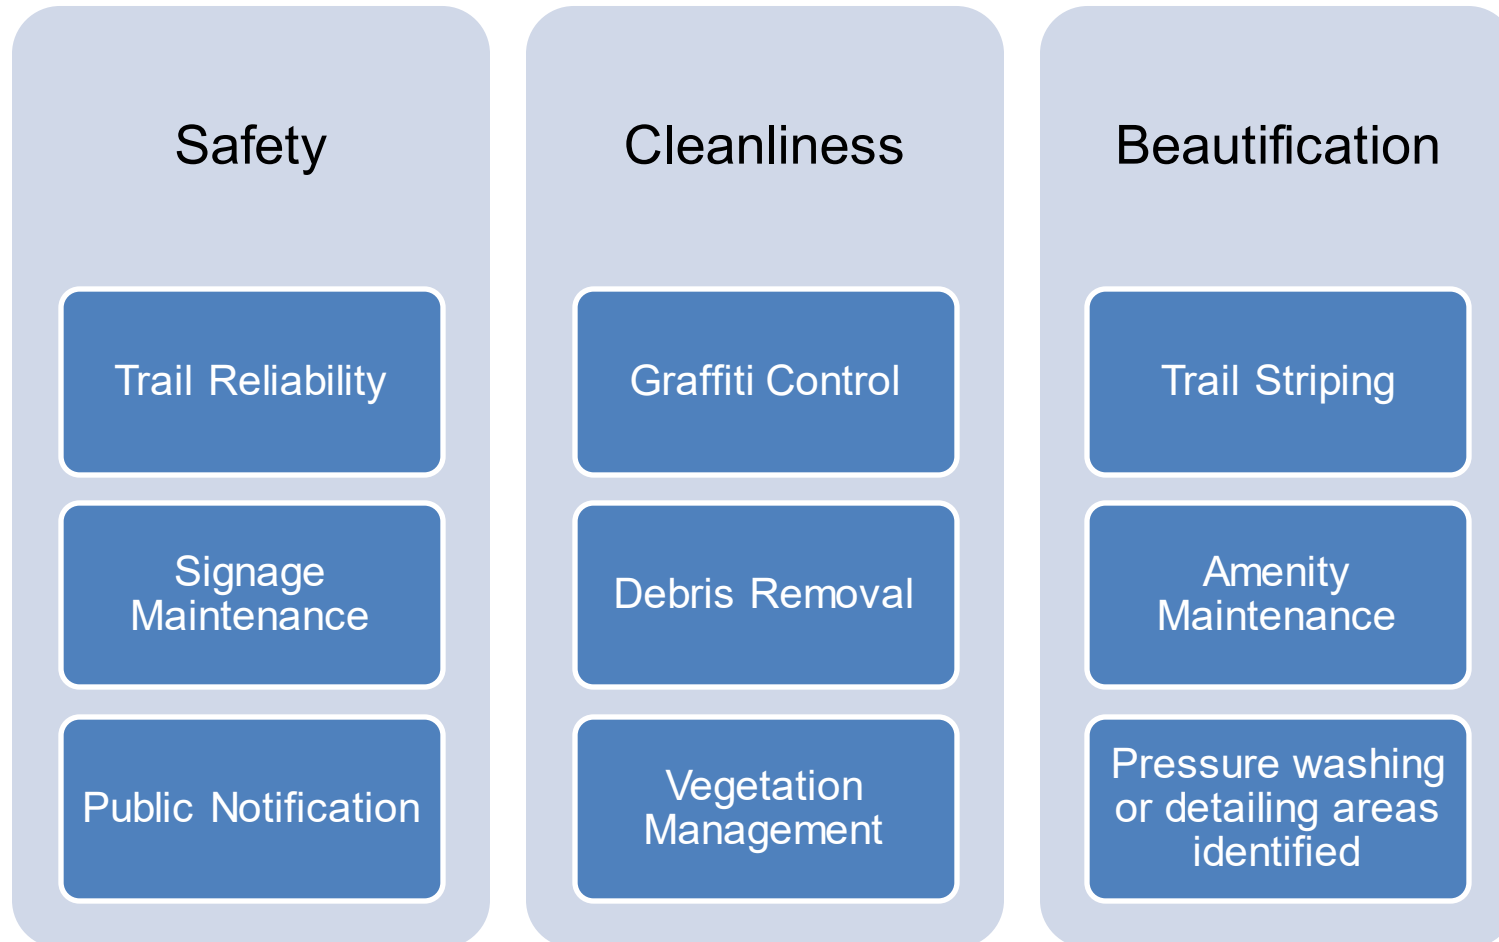 Safety
Trail Reliability
Signage
Maintenance
Public Notification
Cleanliness
Graffiti Control
Debris Removal
Vegetation
Management
Beautification
Trail Striping
Amenity
Maintenance
Pressure washing
or detailing areas
identified